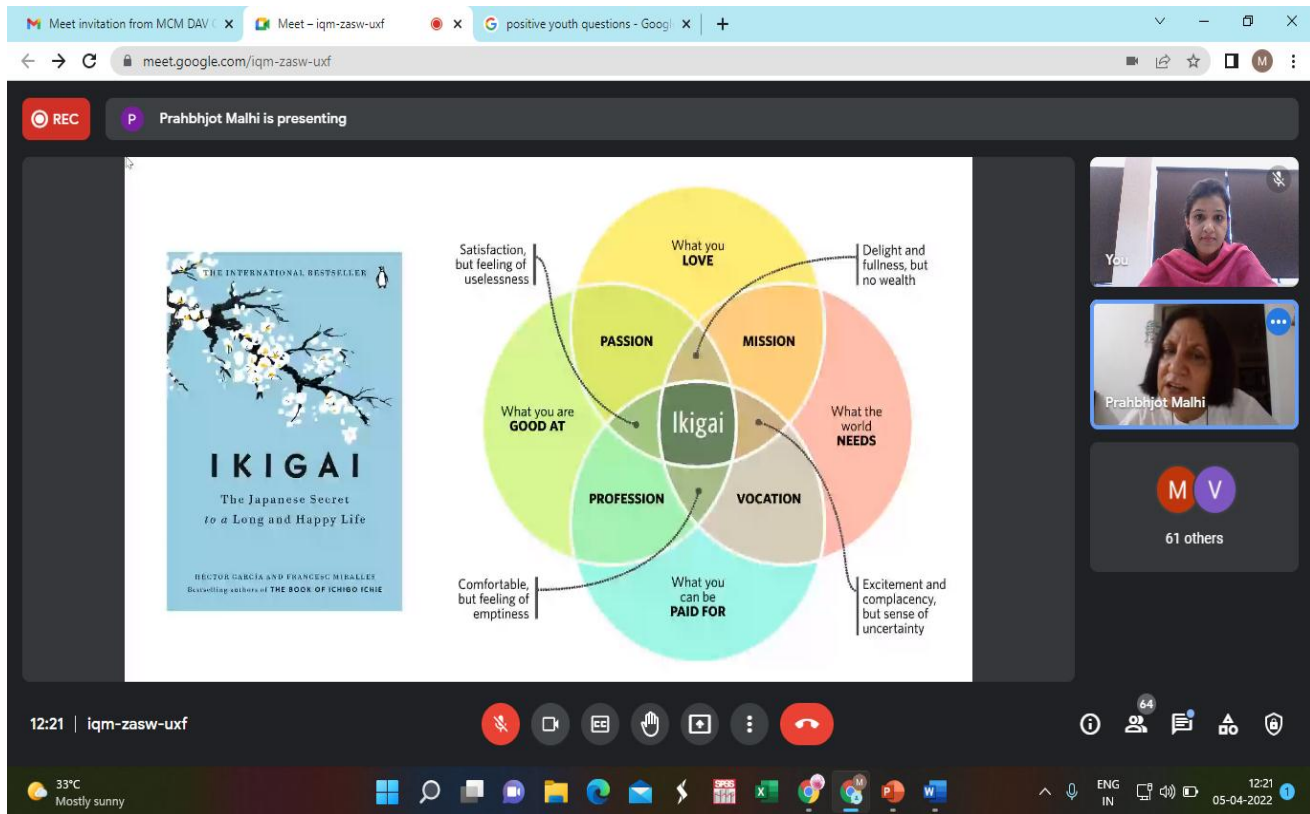 Meet invitation from MCM DAV C
Meet – iqm-zasw-uxf
positive youth questions - Googl
meet.google.com/iqm-zasw-uxf
M
REC
P
Prahbhjot Malhi is presenting
THE INTERNATIONAL BESTSELLER
IKIGAI
The Japanese Secret
to a Long and Happy Life
HÉCTOR GARCÍA AND FRANCESC MIRALLES
Bestselling authors of THE BOOK OF ICHIGO ICHIE
Satisfaction,
but feeling of
uselessness
What you
LOVE
Delight and
fullness, but
no wealth
PASSION
MISSION
What you are
GOOD AT
Ikigai
What the
world
NEEDS
PROFESSION
VOCATION
Comfortable,
but feeling of
emptiness
What you
can be
PAID FOR
Excitement and
complacency,
but sense of
uncertainty
You
Prahbhjot Malhi
M
V
61 others
12:21 | iqm-zasw-uxf
CC
64
33°C
Mostly sunny
SPSS
ENG
IN
12:21
05-04-2022
1